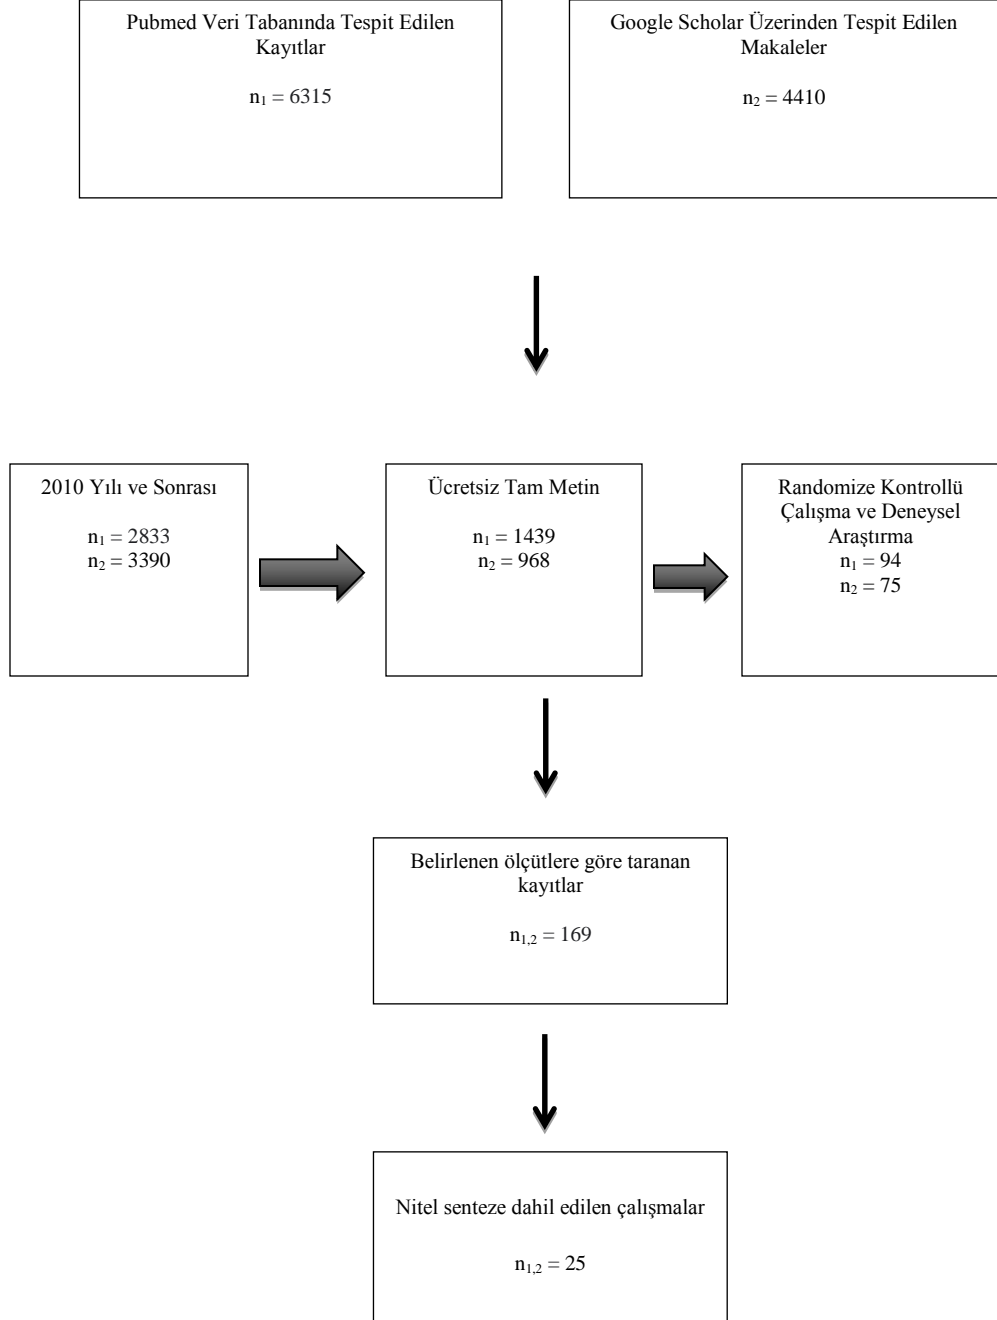 Pubmed Veri Tabanında Tespit Edilen
Kayıtlar
n₁ = 6315
Google Scholar Üzerinden Tespit Edilen
Makaleler
n₂ = 4410
2010 Yılı ve Sonrası
n₁ = 2833
n₂ = 3390
Ücretsiz Tam Metin
n₁ = 1439
n₂ = 968
Randomize Kontrollü
Çalışma ve Deneysel
Araştırma
n₁ = 94
n₂ = 75
Belirlenen ölçütlere göre taranan
kayıtlar
n₁,₂ = 169
Nitel senteze dahil edilen çalışmalar
n₁,₂ = 25